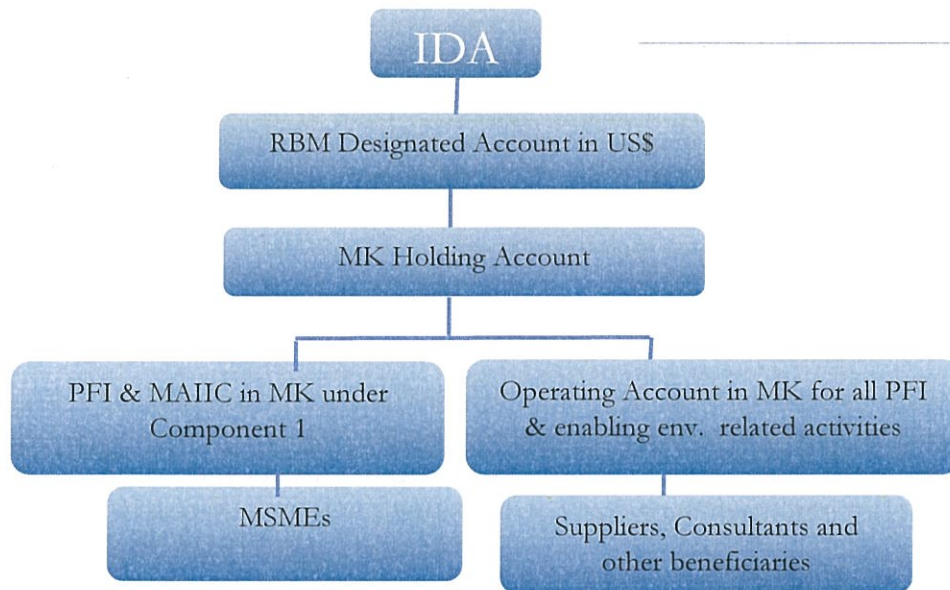 IDA
RBM Designated Account in US$
MK Holding Account
PFI & MAIIC in MK under
Component 1
Operating Account in MK for all PFI
& enabling env. related activities
MSMEs
Suppliers, Consultants and
other beneficiaries